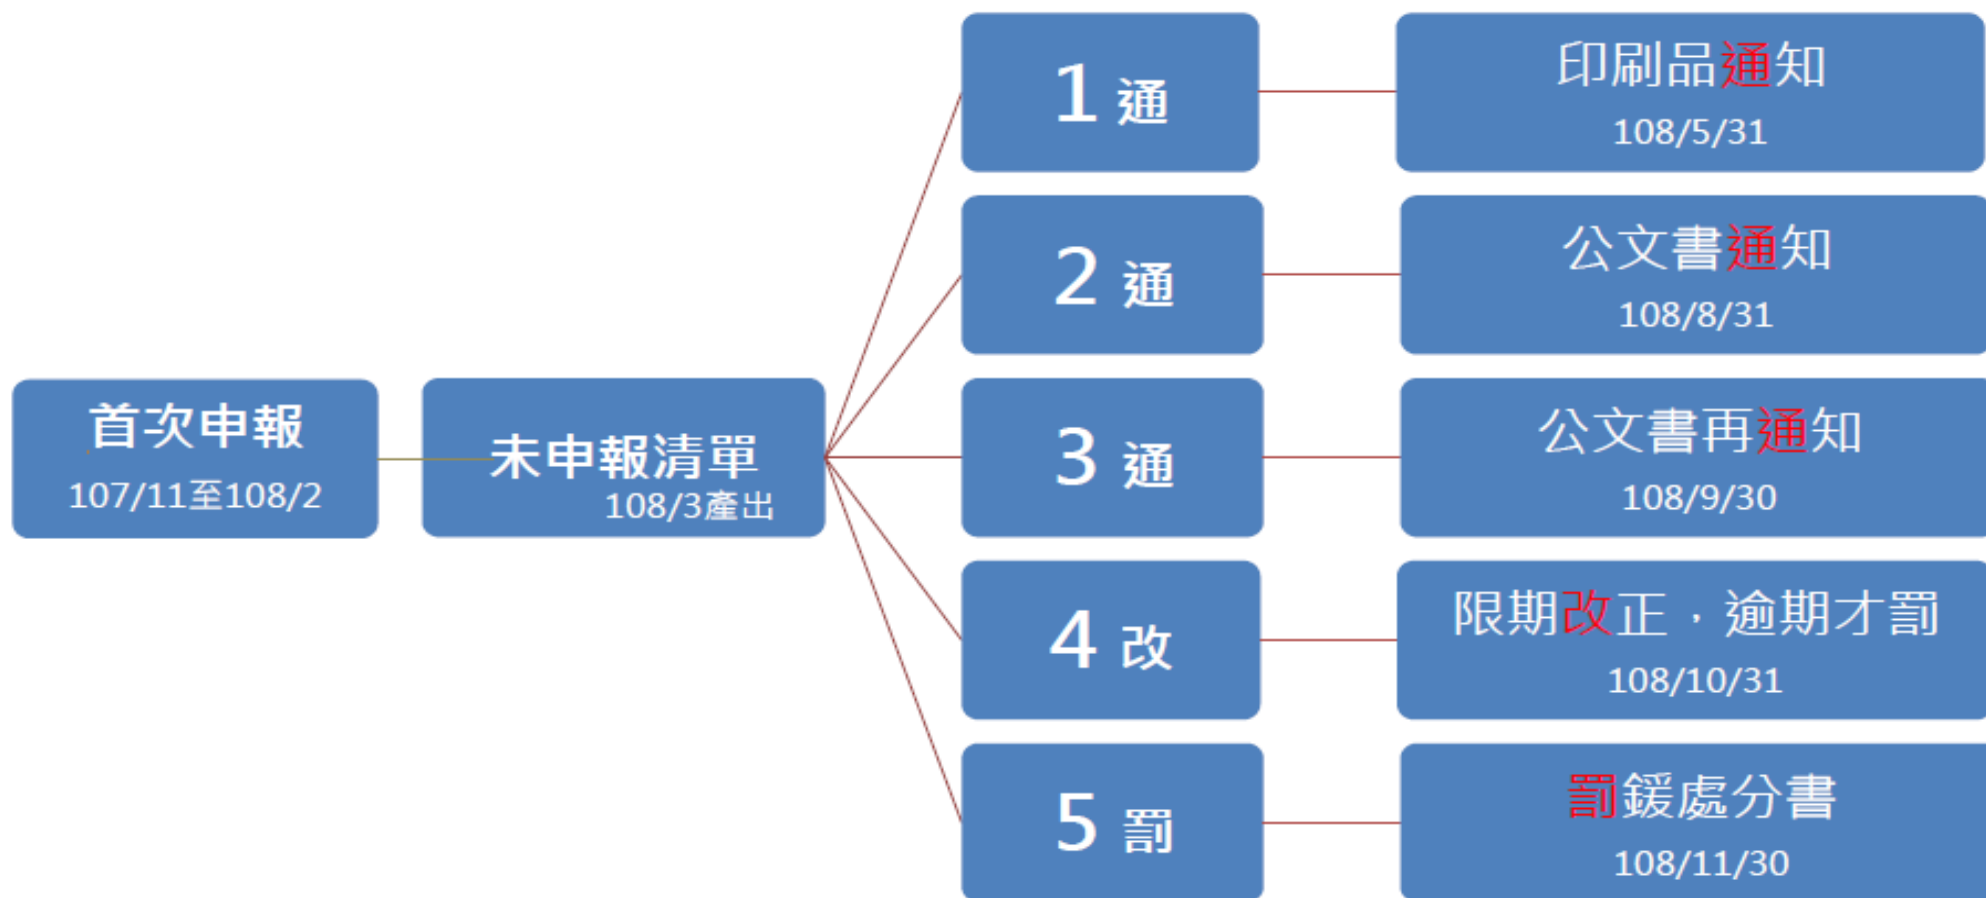 首次申報
107/11至108/2
未申報清單
108/3產出
1 通
印刷品通知
108/5/31
2 通
公文書通知
108/8/31
3 通
公文書再通知
108/9/30
4 改
限期改正，逾期才罰
108/10/31
5 罰
罰鍰處分書
108/11/30